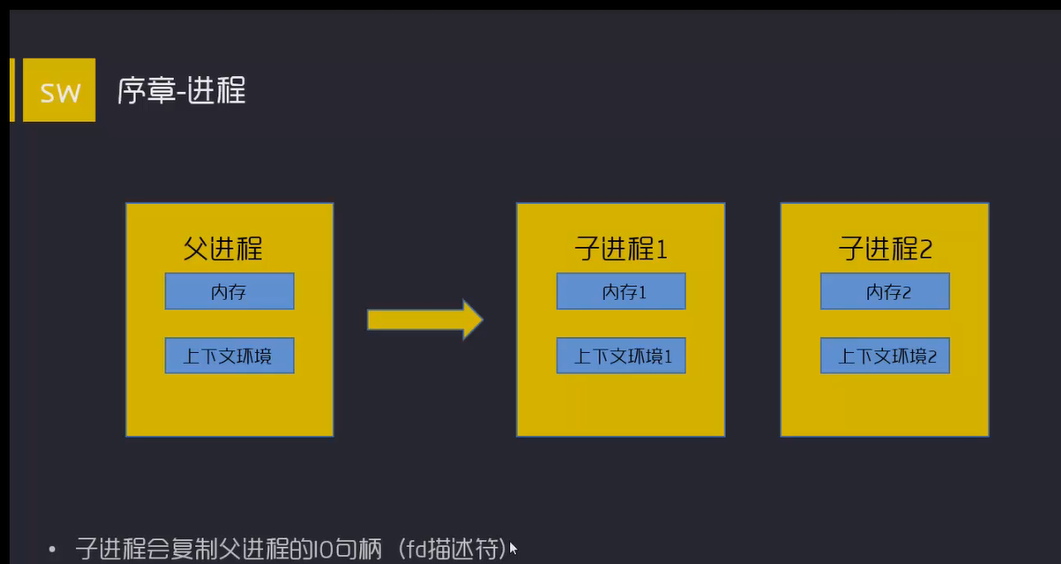 SW 序章-进程
父进程
内存
上下文环境
子进程1
内存1
上下文环境1
子进程2
内存2
上下文环境2
• 子进程会复制父进程的IO句柄（fd描述符）